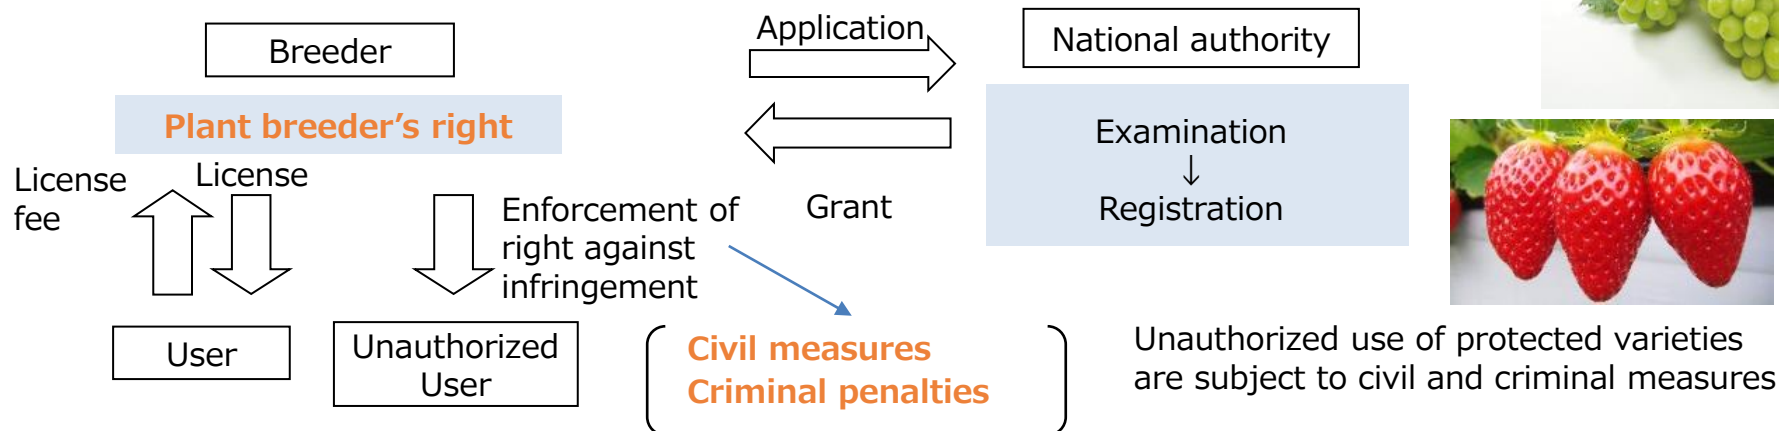 Breeder
Application
National authority
Plant breeder's right
Examination
↓
Registration
License
fee
License
Enforcement of
right against
infringement
Grant
User
Unauthorized
User
Civil measures
Criminal penalties
Unauthorized use of protected varieties
are subject to civil and criminal measures